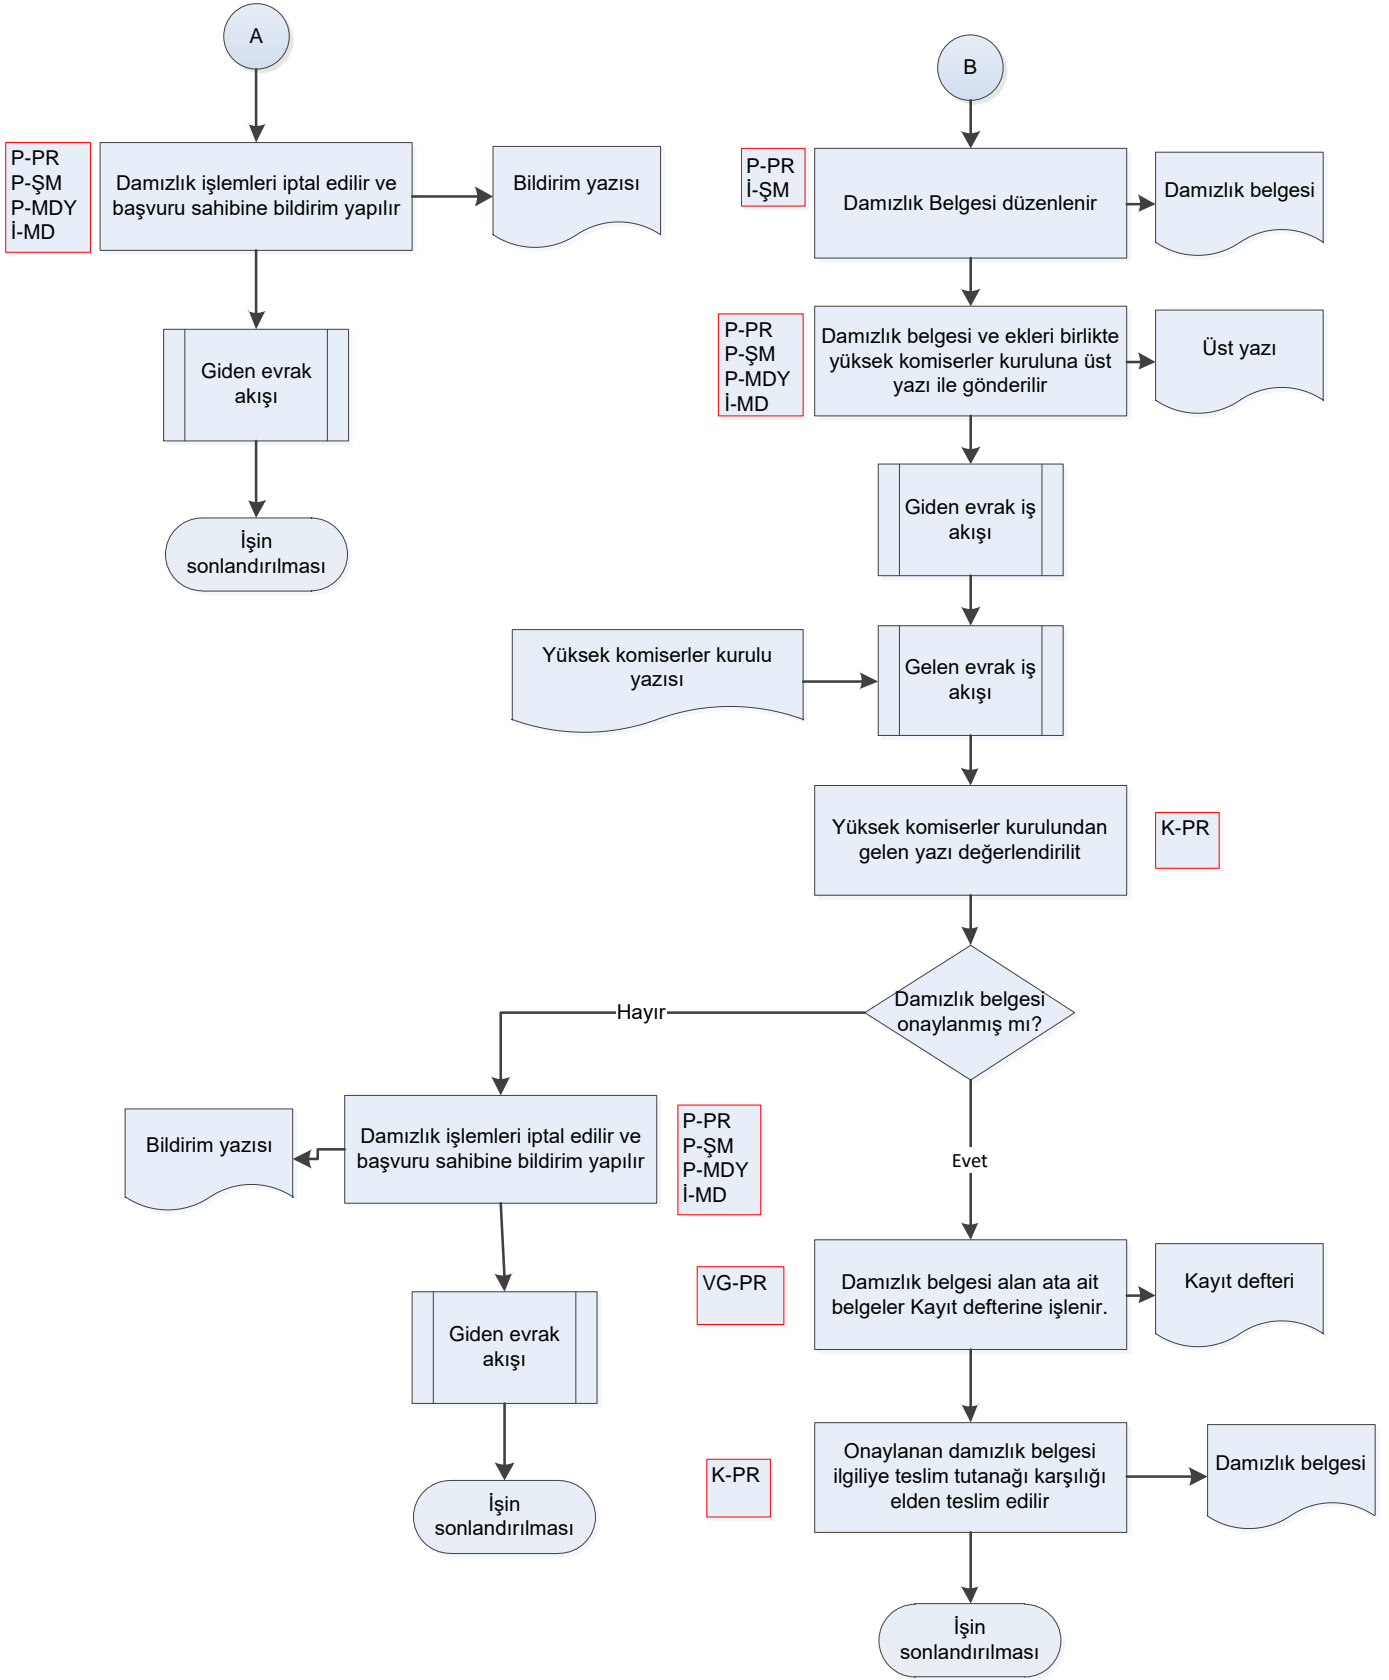 A
P-PR
P-ŞM
P-MDY
İ-MD
Damızlık işlemleri iptal edilir ve
başvuru sahibine bildirim yapılır
Bildirim yazısı
Giden evrak
akışı
İşin
sonlandırılması
B
P-PR
İ-ŞM
Damızlık Belgesi düzenlenir
Damızlık belgesi
P-PR
P-ŞM
P-MDY
İ-MD
Damızlık belgesi ve ekleri birlikte
yüksek komiserler kuruluna üst
yazı ile gönderilir
Üst yazı
Giden evrak iş
akışı
Yüksek komiserler kurulu
yazısı
Gelen evrak iş
akışı
Yüksek komiserler kurulundan
gelen yazı değerlendirilit
K-PR
Damızlık belgesi
onaylanmış mı?
Hayır
Bildirim yazısı
Damızlık işlemleri iptal edilir ve
başvuru sahibine bildirim yapılır
P-PR
P-ŞM
P-MDY
İ-MD
Giden evrak
akışı
İşin
sonlandırılması
Evet
VG-PR
Damızlık belgesi alan ata ait
belgeler Kayıt defterine işlenir.
Kayıt defteri
K-PR
Onaylanan damızlık belgesi
ilgiliye teslim tutanağı karşılığı
elden teslim edilir
Damızlık belgesi
İşin
sonlandırılması